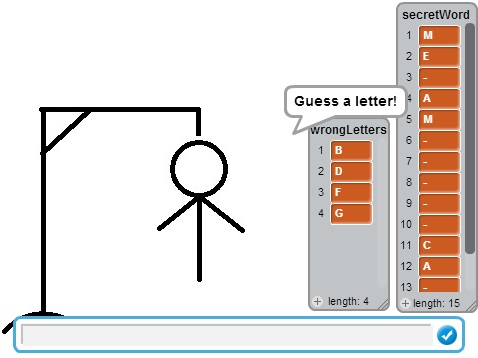 secretWord
1 M
2 E
3 -
4 A
5 M
6 -
7 -
8 -
9 -
10 -
11 C
12 A
13 -
+ length: 15
Guess a letter!
wrongLetters
1 B
2 D
3 F
4 G
+ length: 4